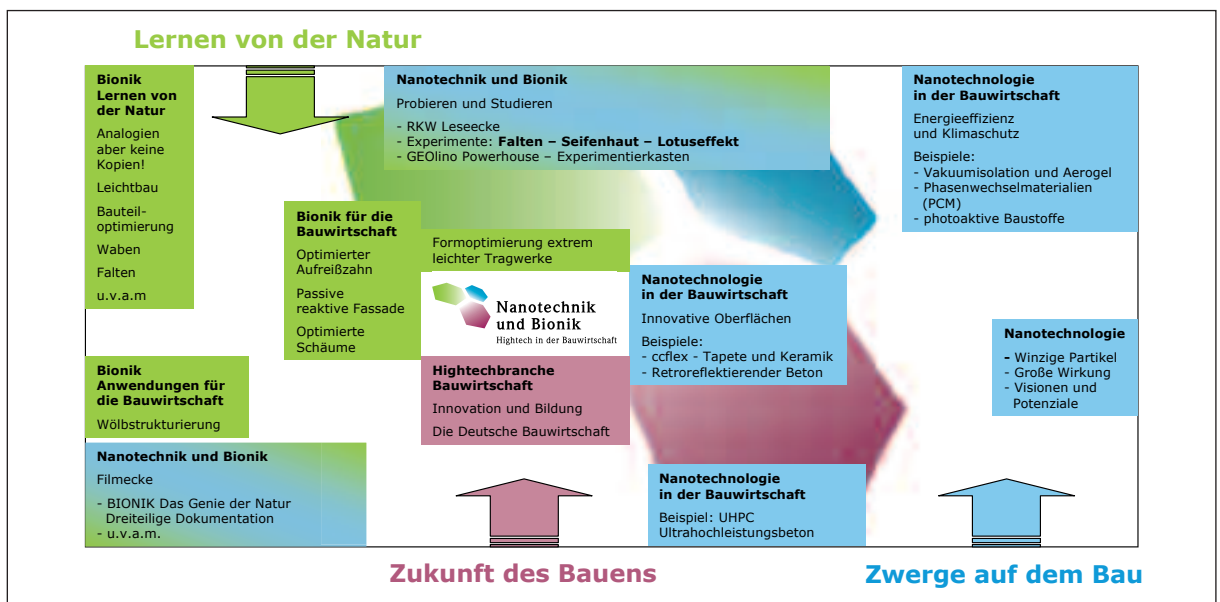 Lernen von der Natur
Bionik
Lernen von
der Natur
Analogien
aber keine
Kopien!
Leichtbau
Bauteil-
optimierung
Waben
Falten
u.v.a.m
Nanotechnik und Bionik
Probieren und Studieren
- RKW Leseecke
- Experimente: Falten – Seifenhaut – Lotuseffekt
- GEOlino Powerhouse – Experimentierkasten
Nanotechnologie
in der Bauwirtschaft
Energieeffizienz
und Klimaschutz
Beispiele:
- Vakuumisolation und Aerogel
- Phasenwechselmaterialien
(PCM)
- photoaktive Baustoffe
Bionik für die
Bauwirtschaft
Optimierter
Aufreißzahn
Passive
reaktive Fassade
Optimierte
Schäume
Formoptimierung extrem
leichter Tragwerke
Nanotechnik
und Bionik
Hightech in der Bauwirtschaft
Nanotechnologie
in der Bauwirtschaft
Innovative Oberflächen
Beispiele:
- ccflex - Tapete und Keramik
- Retroreflektierender Beton
Nanotechnologie
- Winzige Partikel
- Große Wirkung
- Visionen und
Potenziale
Bionik
Anwendungen für
die Bauwirtschaft
Wölbstrukturierung
Hightechbranche
Bauwirtschaft
Innovation und Bildung
Die Deutsche Bauwirtschaft
Nanotechnik und Bionik
Filmecke
- BIONIK Das Genie der Natur
Dreiteilige Dokumentation
- u.v.a.m.
Nanotechnologie
in der Bauwirtschaft
Beispiel: UHPC
Ultrahochleistungsbeton
Zukunft des Bauens
Zwerge auf dem Bau